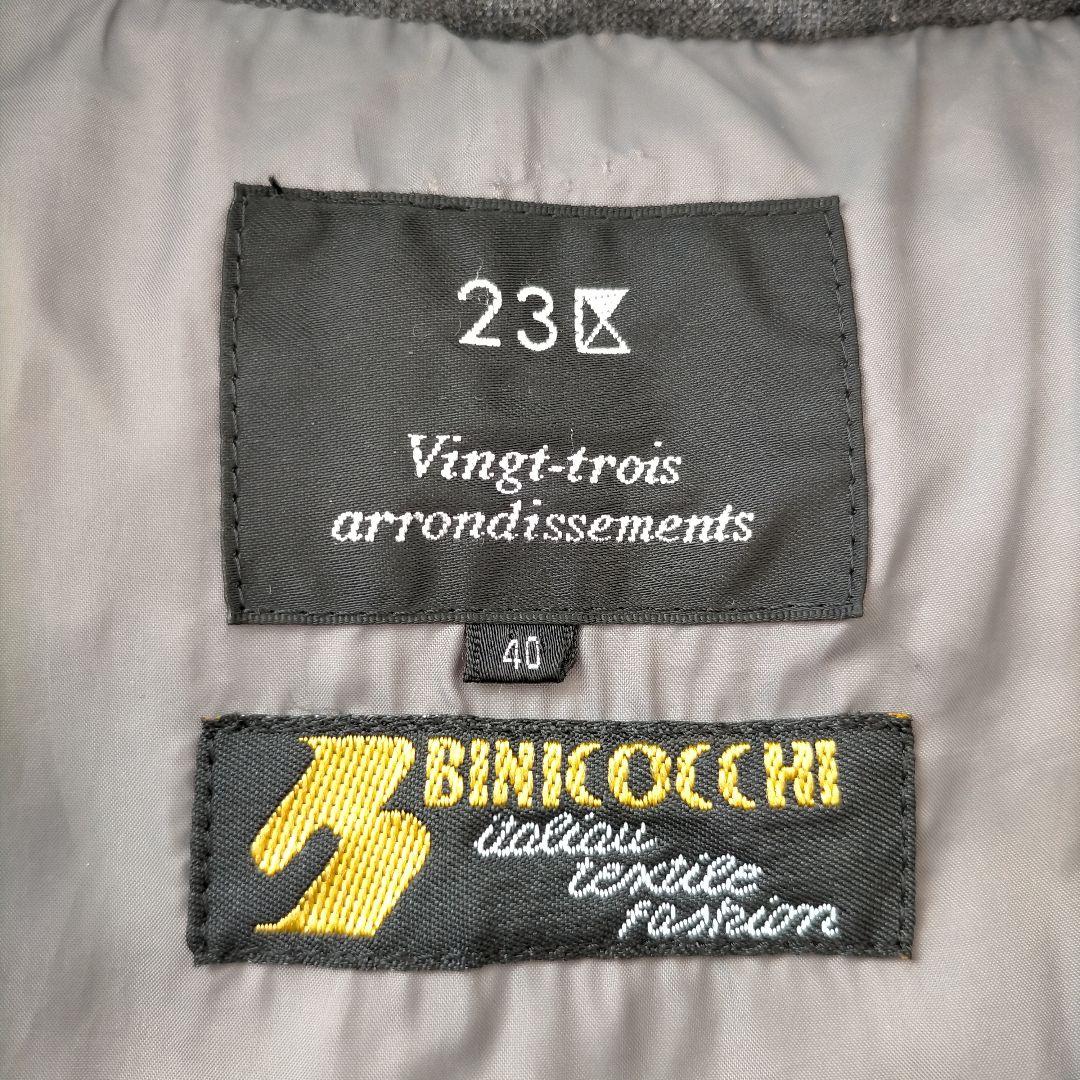 23区
Vingt-trois
arrondissements
40
BINICOCCHI
italian
textile
fashion